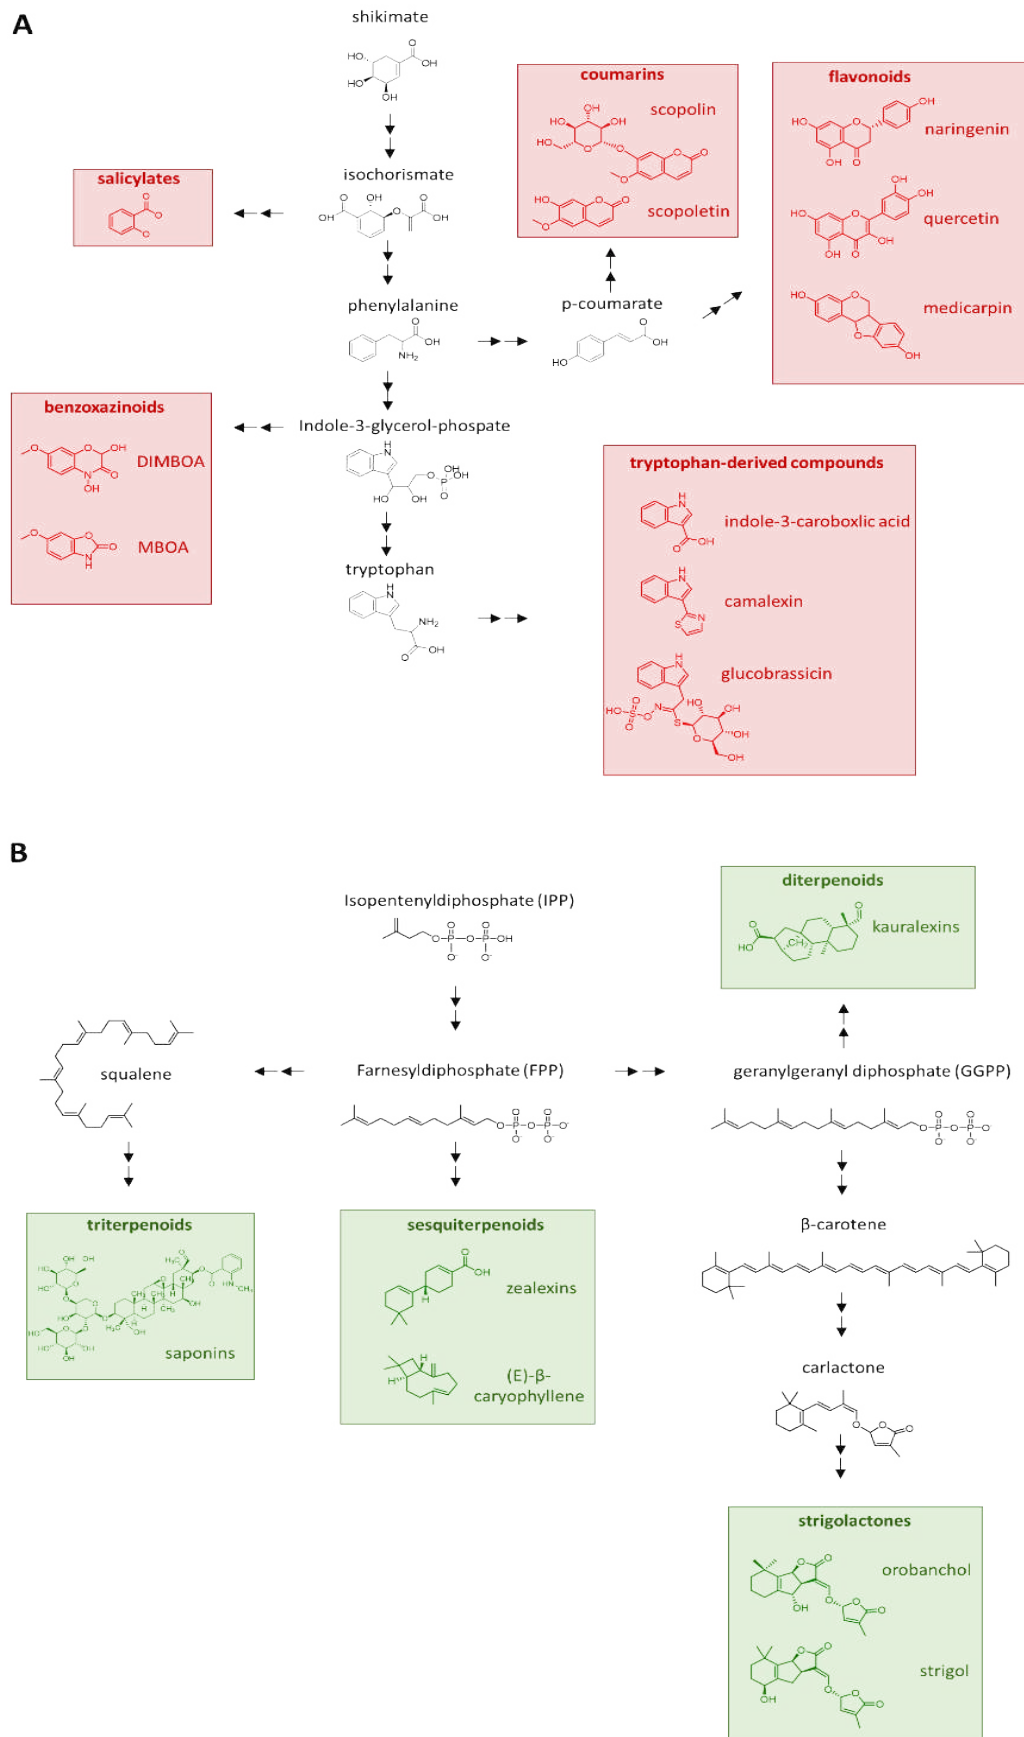 A
shikimate
isochorismate
salicylates
coumarins
scopolin
scopoletin
flavonoids
naringenin
quercetin
medicarpin
phenylalanine
p-coumarate
benzoxazinoids
DIMBOA
MBOA
Indole-3-glycerol-phospate
tryptophan
tryptophan-derived compounds
indole-3-caroboxlic acid
camalexin
glucobrassicin
B
Isopentenyldiphosphate (IPP)
diterpenoids
kauralexins
squalene
Farnesyldiphosphate (FPP)
geranylgeranyl diphosphate (GGPP)
triterpenoids
saponins
sesquiterpenoids
zealexins
(E)-β-
caryophyllene
β-carotene
carlactone
strigolactones
orobanchol
strigol